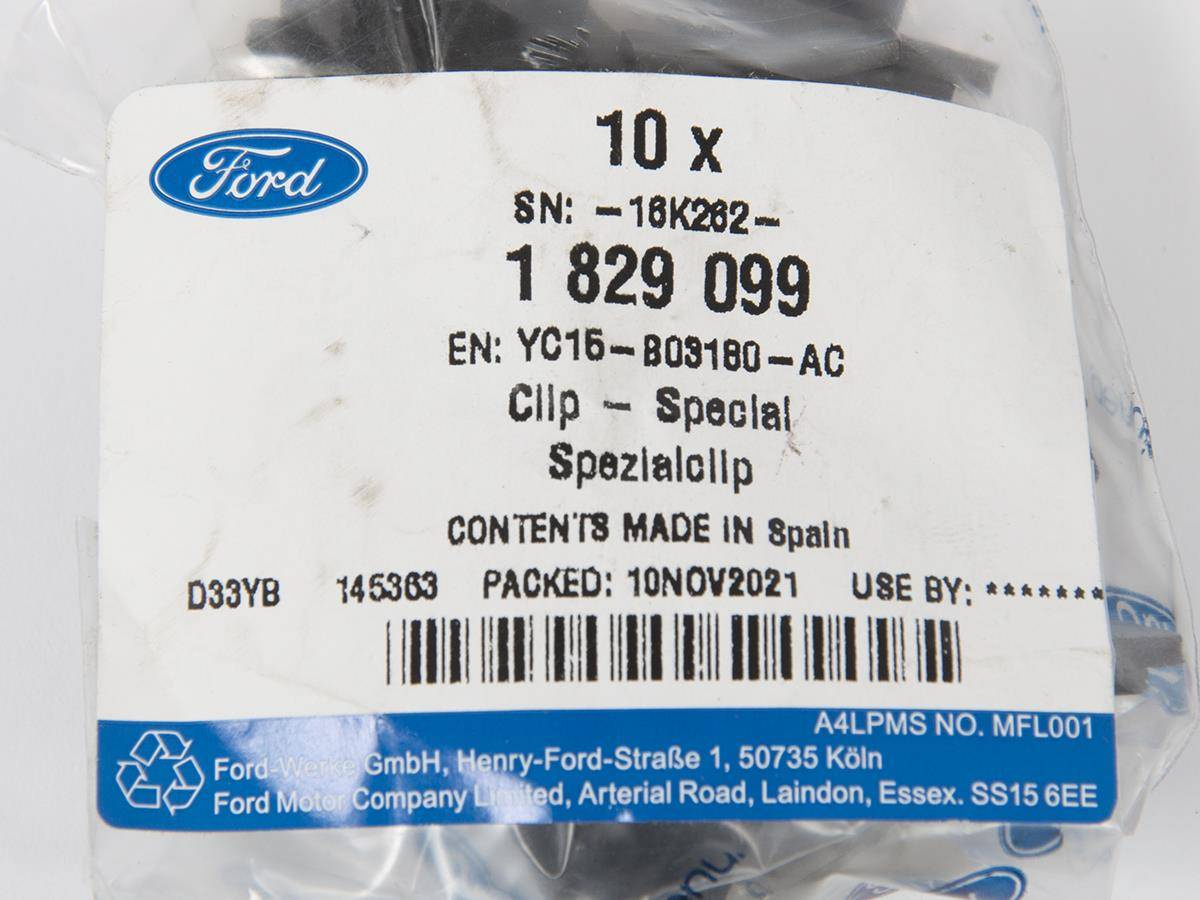 Ford
10 x
SN: -16K262-
1 829 099
EN: YC15-B03180-AC
Clip - Special
Spezialclip
CONTENTS MADE IN Spain
D33YB 145363 PACKED: 10NOV2021 USE BY: *******
A4LPMS NO. MFL001
Ford-Werke GmbH, Henry-Ford-Straße 1, 50735 Köln
Ford Motor Company Limited, Arterial Road, Laindon, Essex. SS15 6EE